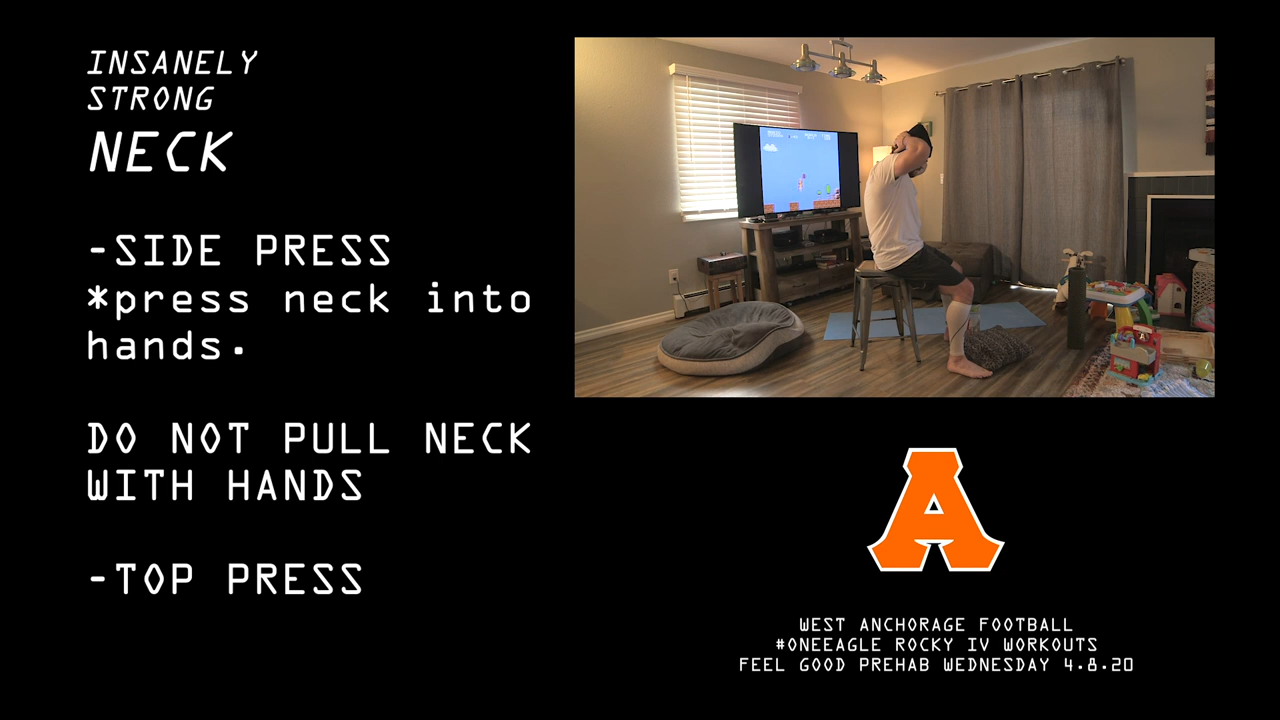 INSANELY
STRONG
NECK
-SIDE PRESS
*press neck into
hands.
DO NOT PULL NECK
WITH HANDS
-TOP PRESS
A
WEST ANCHORAGE FOOTBALL
#ONEEAGLE ROCKY IV WORKOUTS
FEEL GOOD PREHAB WEDNESDAY 4.8.20